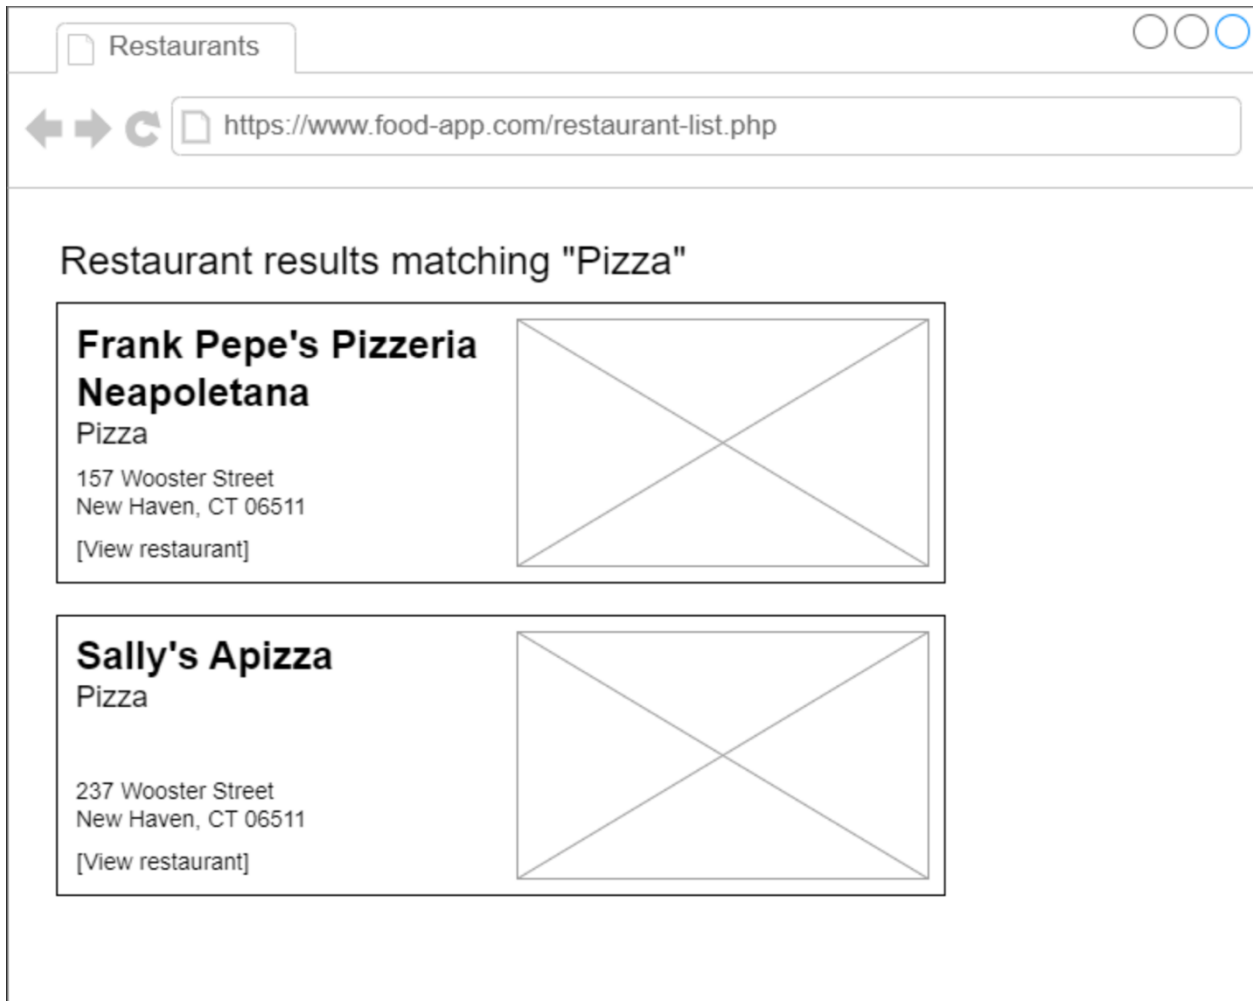 Restaurants
https://www.food-app.com/restaurant-list.php
Restaurant results matching "Pizza"
Frank Pepe's Pizzeria
Neapoletana
Pizza
157 Wooster Street
New Haven, CT 06511
[View restaurant]
Sally's Apizza
Pizza
237 Wooster Street
New Haven, CT 06511
[View restaurant]